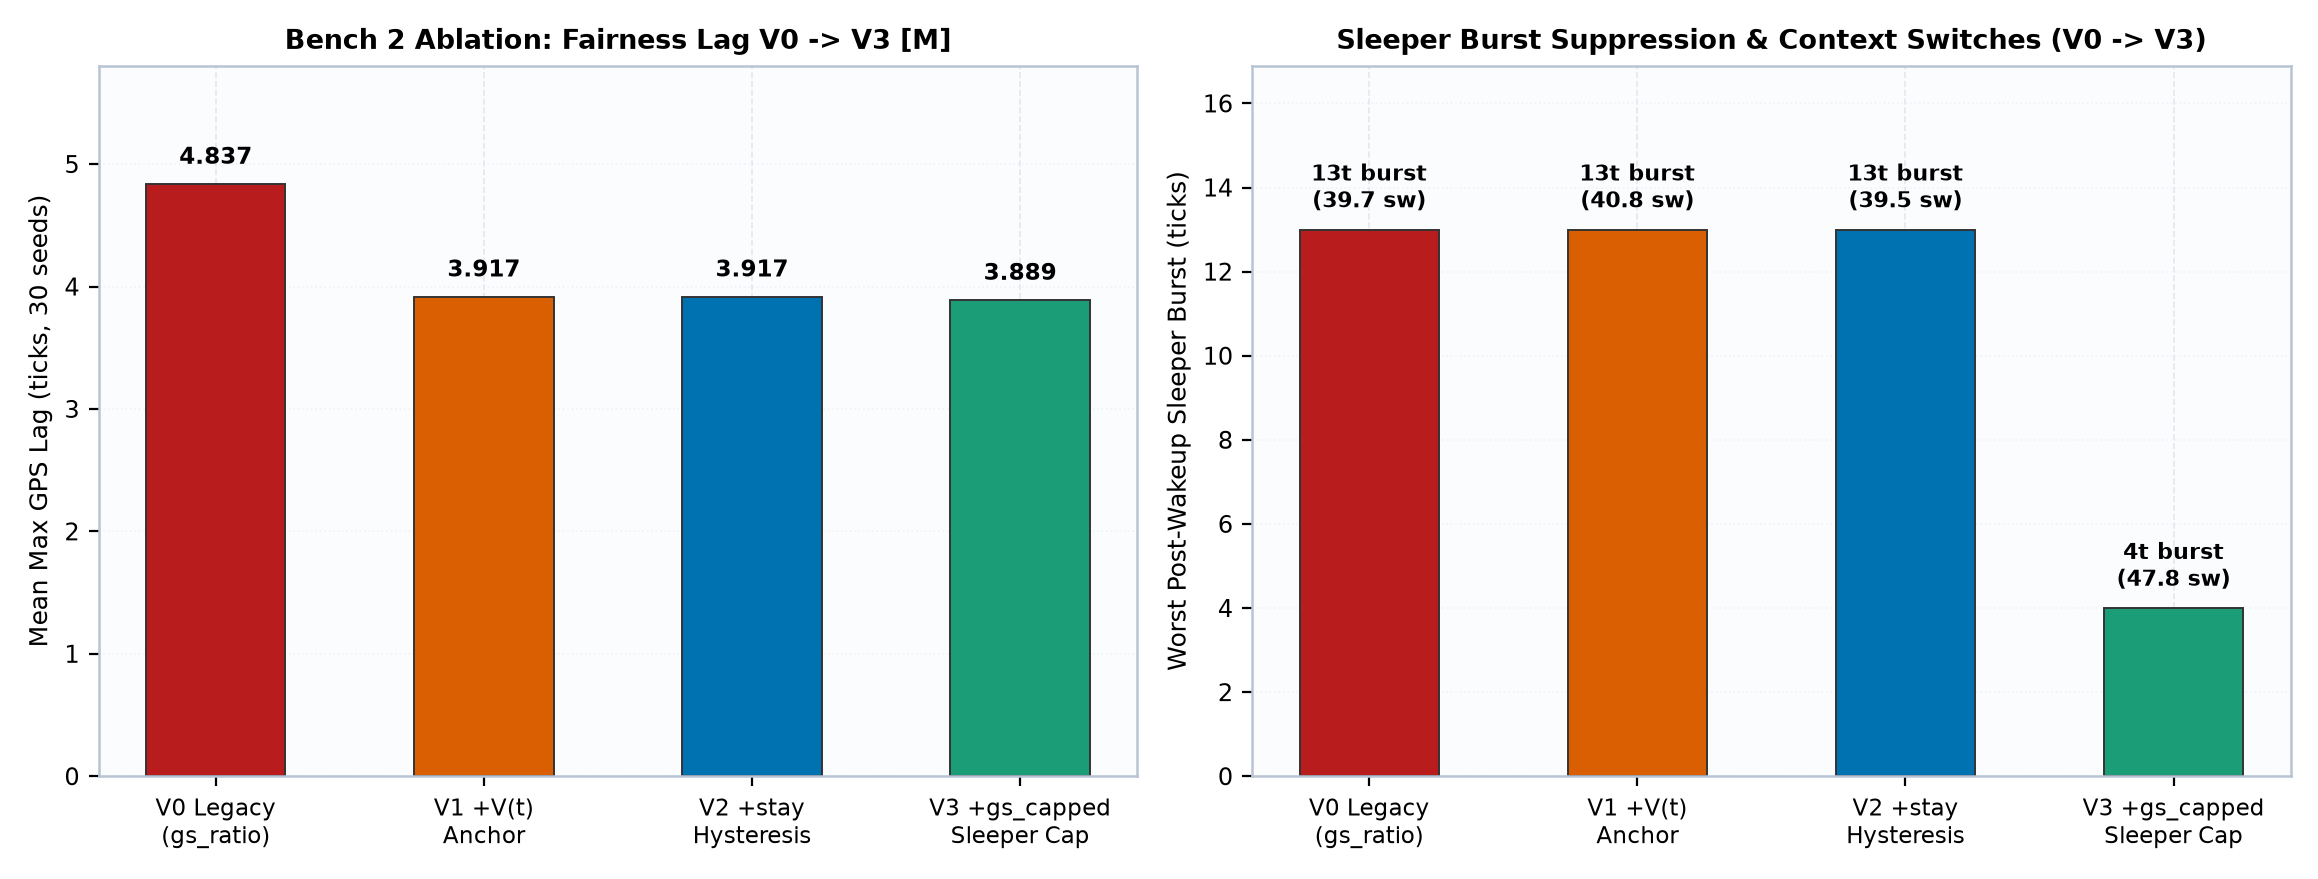 Bench 2 Ablation: Fairness Lag V0 -> V3 [M]
Mean Max GPS Lag (ticks, 30 seeds)
5
4
3
2
1
0
4.837
3.917
3.917
3.889
V0 Legacy
(gs_ratio)
V1 +V(t)
Anchor
V2 +stay
Hysteresis
V3 +gs_capped
Sleeper Cap
Sleeper Burst Suppression & Context Switches (V0 -> V3)
Worst Post-Wakeup Sleeper Burst (ticks)
16
14
12
10
8
6
4
2
0
13t burst
(39.7 sw)
13t burst
(40.8 sw)
13t burst
(39.5 sw)
4t burst
(47.8 sw)
V0 Legacy
(gs_ratio)
V1 +V(t)
Anchor
V2 +stay
Hysteresis
V3 +gs_capped
Sleeper Cap